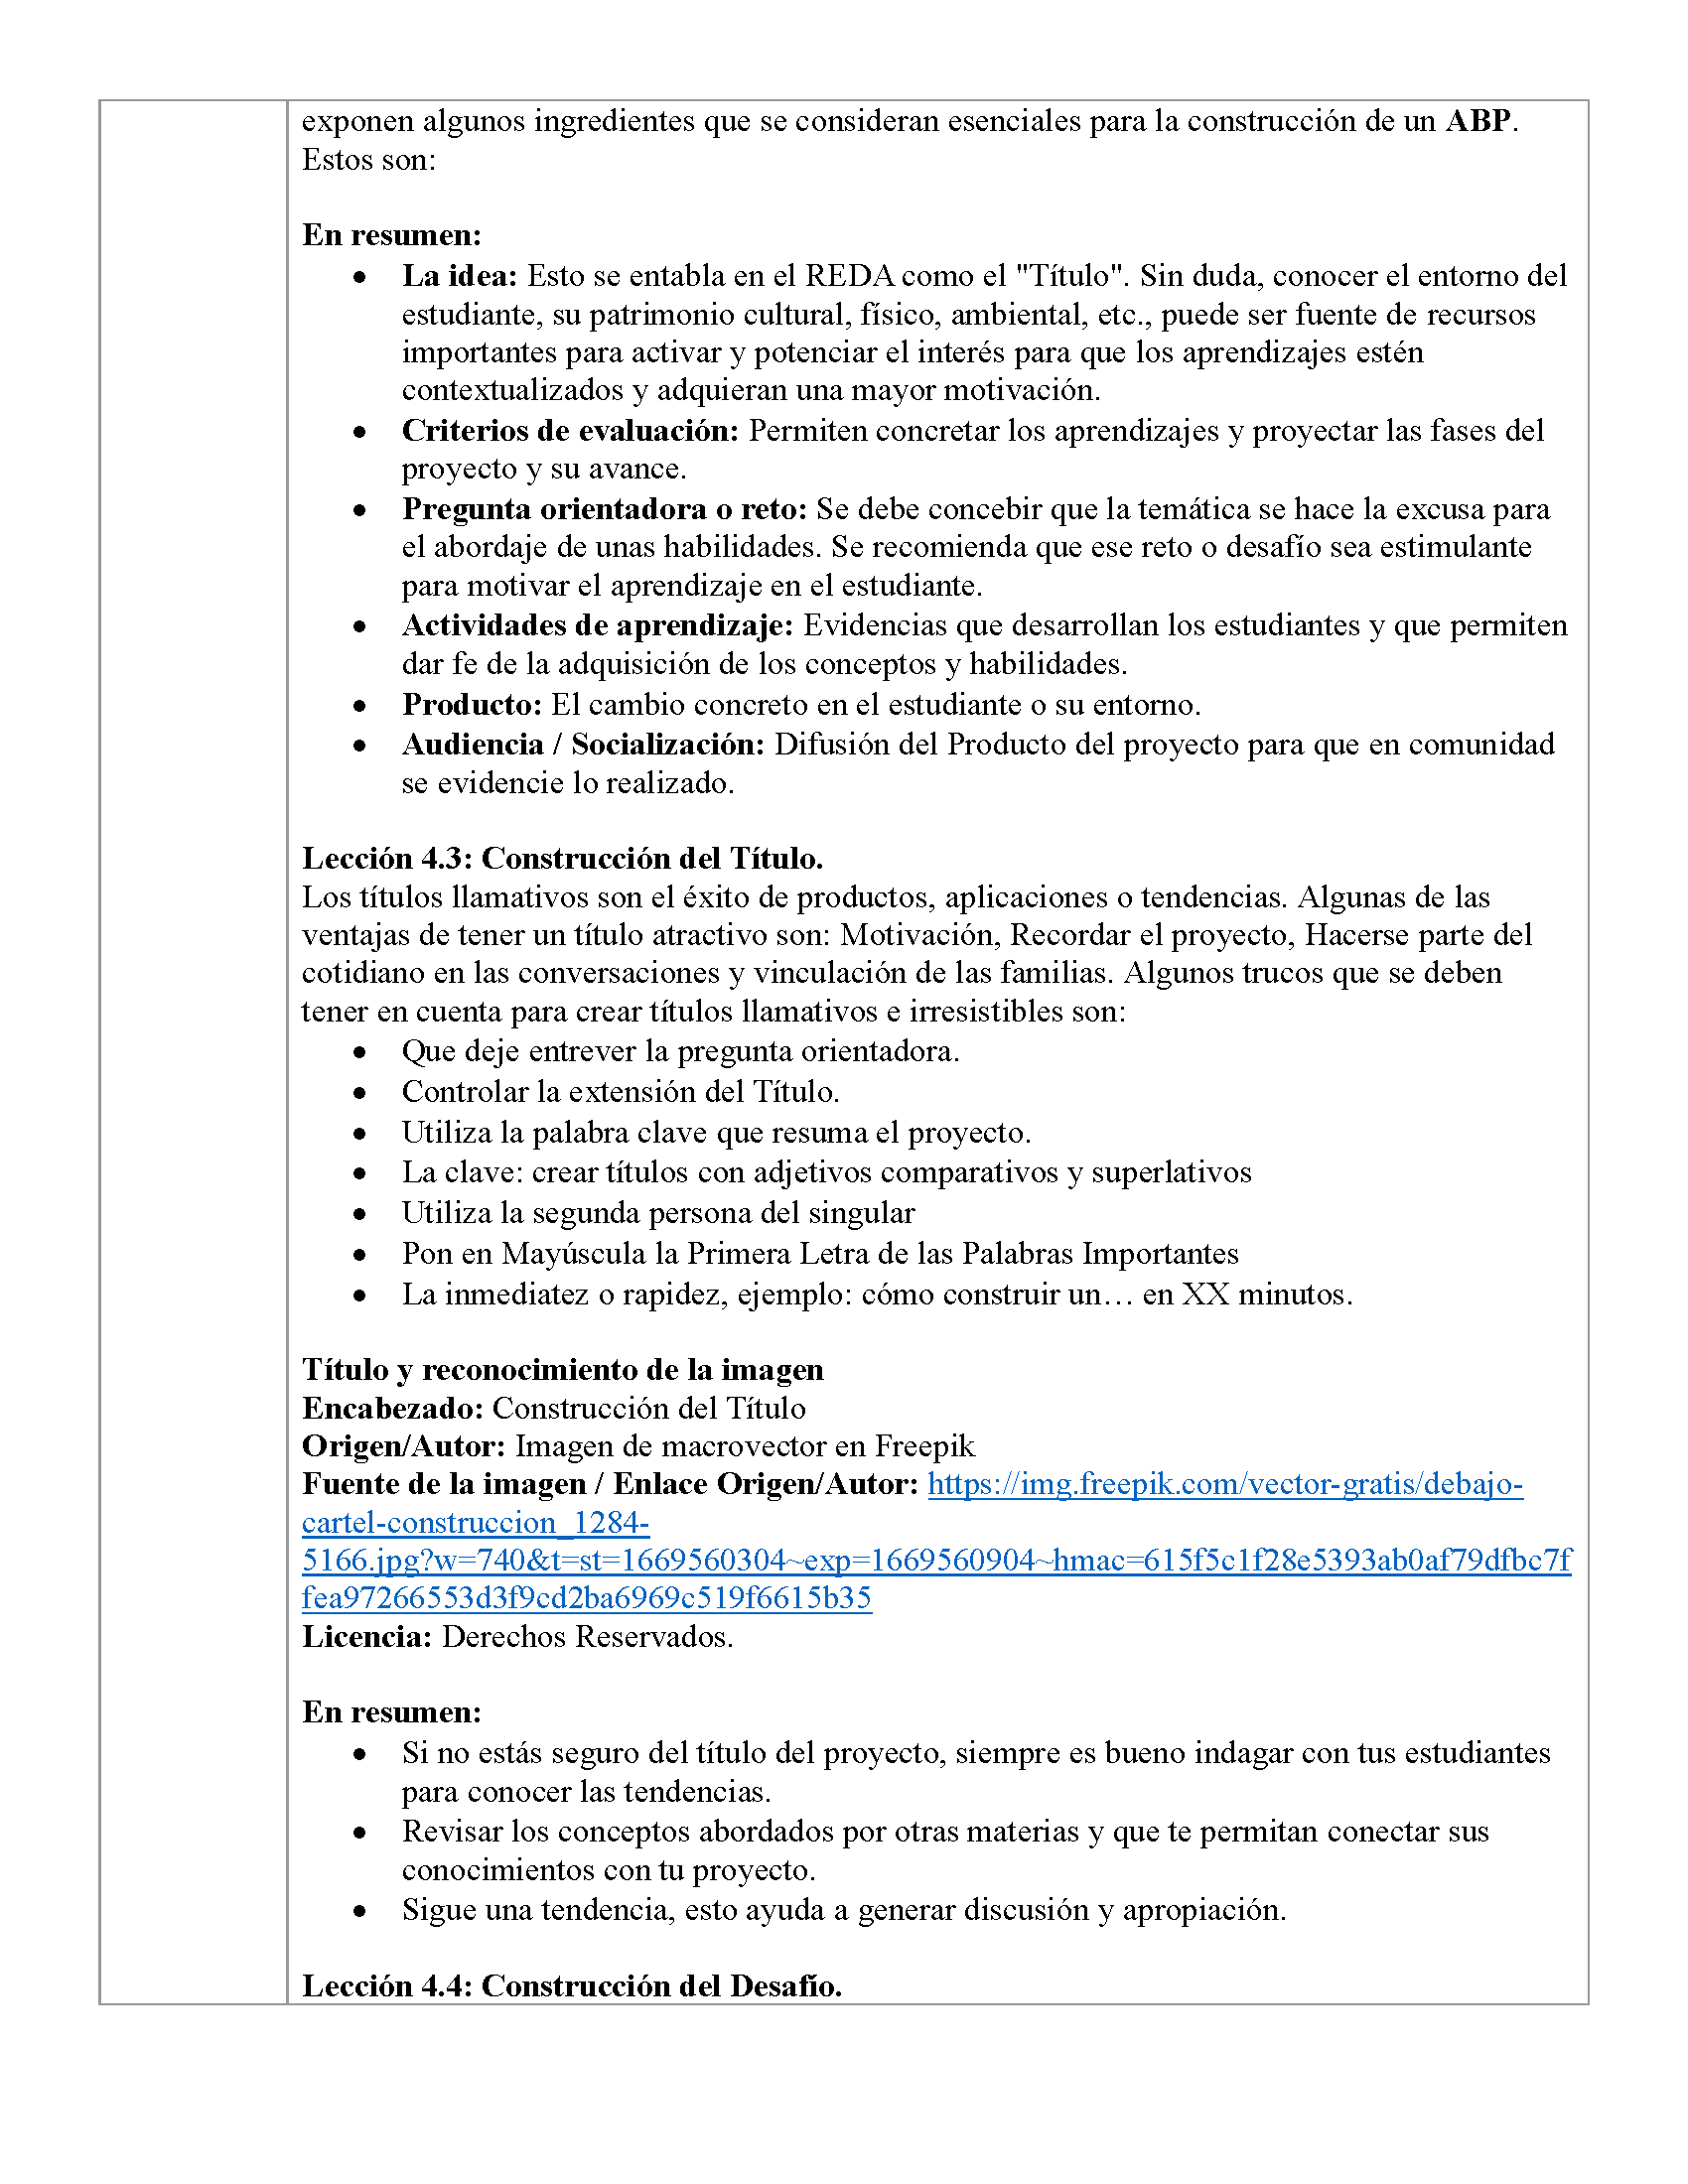 exponen algunos ingredientes que se consideran esenciales para la construcción de un ABP.
Estos son:
En resumen:
• La idea: Esto se entabla en el REDA como el "Título". Sin duda, conocer el entorno del
estudiante, su patrimonio cultural, físico, ambiental, etc., puede ser fuente de recursos
importantes para activar y potenciar el interés para que los aprendizajes estén
contextualizados y adquieran una mayor motivación.
• Criterios de evaluación: Permiten concretar los aprendizajes y proyectar las fases del
proyecto y su avance.
• Pregunta orientadora o reto: Se debe concebir que la temática se hace la excusa para
el abordaje de unas habilidades. Se recomienda que ese reto o desafío sea estimulante
para motivar el aprendizaje en el estudiante.
• Actividades de aprendizaje: Evidencias que desarrollan los estudiantes y que permiten
dar fe de la adquisición de los conceptos y habilidades.
• Producto: El cambio concreto en el estudiante o su entorno.
• Audiencia / Socialización: Difusión del Producto del proyecto para que en comunidad
se evidencie lo realizado.
Lección 4.3: Construcción del Título.
Los títulos llamativos son el éxito de productos, aplicaciones o tendencias. Algunas de las
ventajas de tener un título atractivo son: Motivación, Recordar el proyecto, Hacerse parte del
cotidiano en las conversaciones y vinculación de las familias. Algunos trucos que se deben
tener en cuenta para crear títulos llamativos e irresistibles son:
• Que deje entrever la pregunta orientadora.
• Controlar la extensión del Título.
• Utiliza la palabra clave que resuma el proyecto.
• La clave: crear títulos con adjetivos comparativos y superlativos
• Utiliza la segunda persona del singular
• Pon en Mayúscula la Primera Letra de las Palabras Importantes
• La inmediatez o rapidez, ejemplo: cómo construir un… en XX minutos.
Título y reconocimiento de la imagen
Encabezado: Construcción del Título
Origen/Autor: Imagen de macrovector en Freepik
Fuente de la imagen / Enlace Origen/Autor: https://img.freepik.com/vector-gratis/debajo-
cartel-construccion_1284-
5166.jpg?w=740&t=st=1669560304~exp=1669560904~hmac=615f5c1f28e5393ab0af79dfbc7f
fea97266553d3f9cd2ba6969c519f6615b35
Licencia: Derechos Reservados.
En resumen:
• Si no estás seguro del título del proyecto, siempre es bueno indagar con tus estudiantes
para conocer las tendencias.
• Revisar los conceptos abordados por otras materias y que te permitan conectar sus
conocimientos con tu proyecto.
• Sigue una tendencia, esto ayuda a generar discusión y apropiación.
Lección 4.4: Construcción del Desafío.